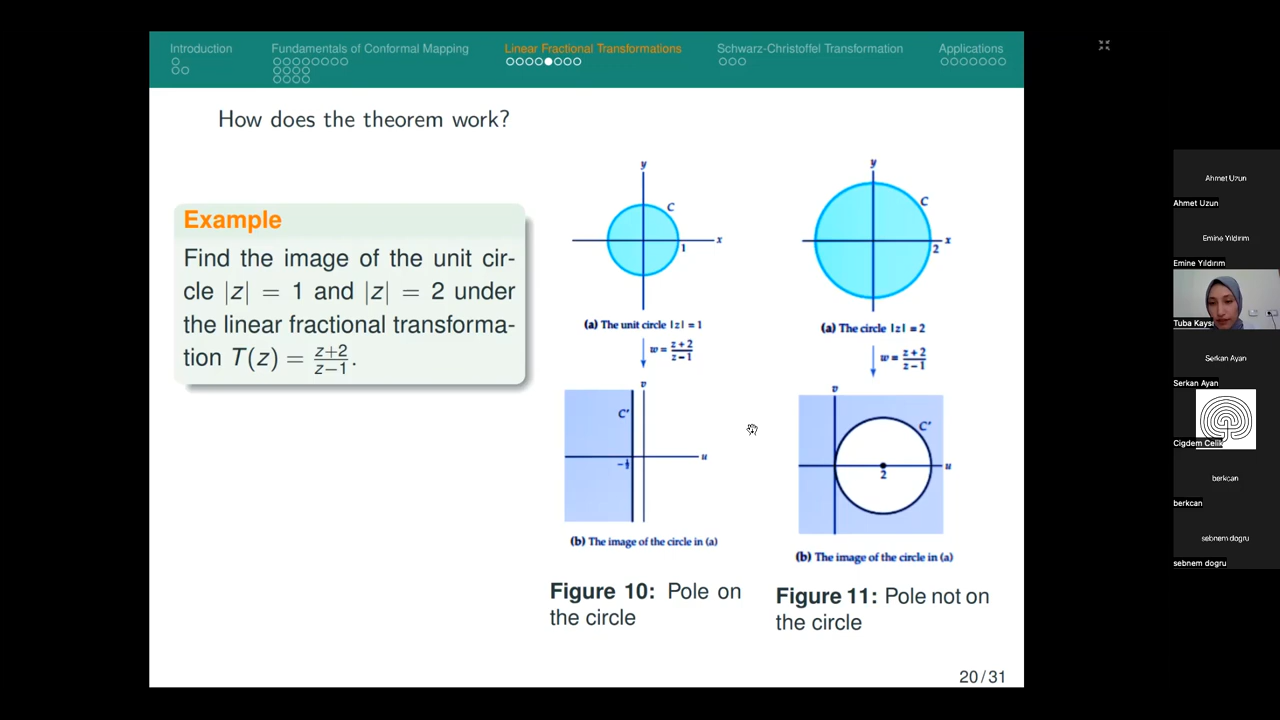 Introduction
Fundamentals of Conformal Mapping
Linear Fractional Transformations
Schwarz-Christoffel Transformation
Applications
How does the theorem work?
Example
Find the image of the unit cir-
cle |z| = 1 and |z| = 2 under
the linear fractional transforma-
tion T(z) = z+2/z−1.
y
C
1
x
(a) The unit circle |z| = 1
w = z+2/z−1
v
C'
−1/2
u
(b) The image of the circle in (a)
Figure 10: Pole on
the circle
y
C
2
x
(a) The circle |z| = 2
w = z+2/z−1
v
C'
2
u
(b) The image of the circle in (a)
Figure 11: Pole not on
the circle
20/31
Ahmet Uzun
Ahmet Uzun
Emine Yıldırım
Emine Yıldırım
Tuba Kaysı
Serkan Ayan
Serkan Ayan
Cigdem Celik
berkcan
berkcan
sebnem dogru
sebnem dogru